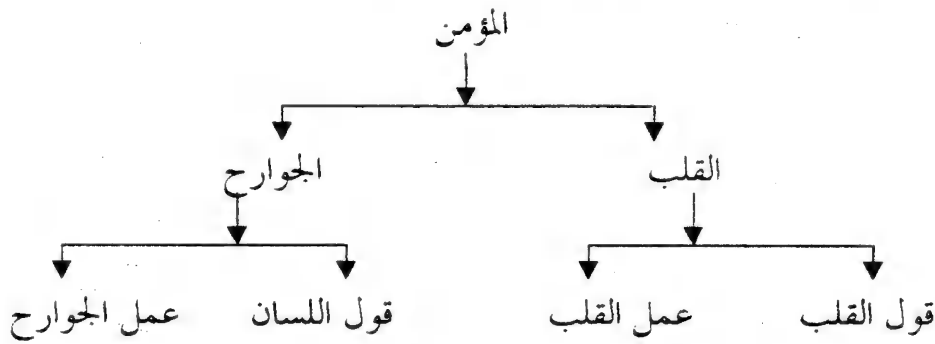 المؤمن
القلب الجوارح
قول القلب عمل القلب قول اللسان عمل الجوارح